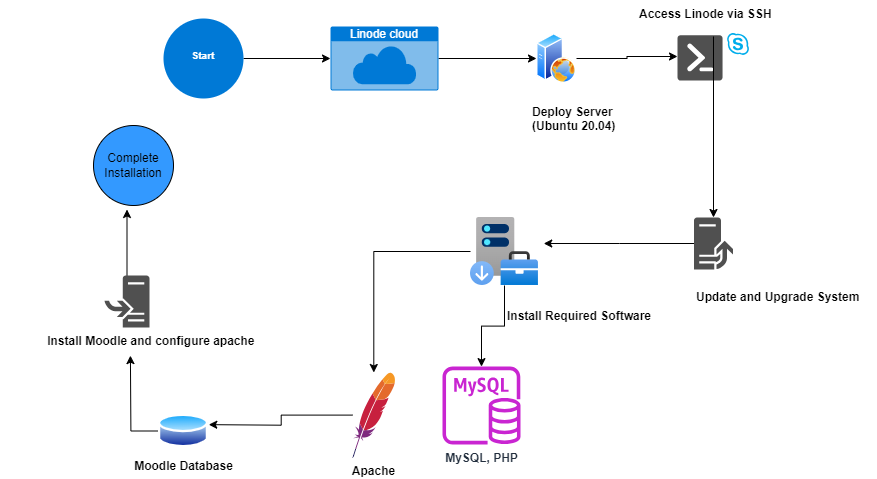 Access Linode via SSH
Start
Linode cloud
Deploy Server
(Ubuntu 20.04)
Complete
Installation
Update and Upgrade System
Install Required Software
Install Moodle and configure apache
MySQL
MySQL, PHP
Moodle Database
Apache